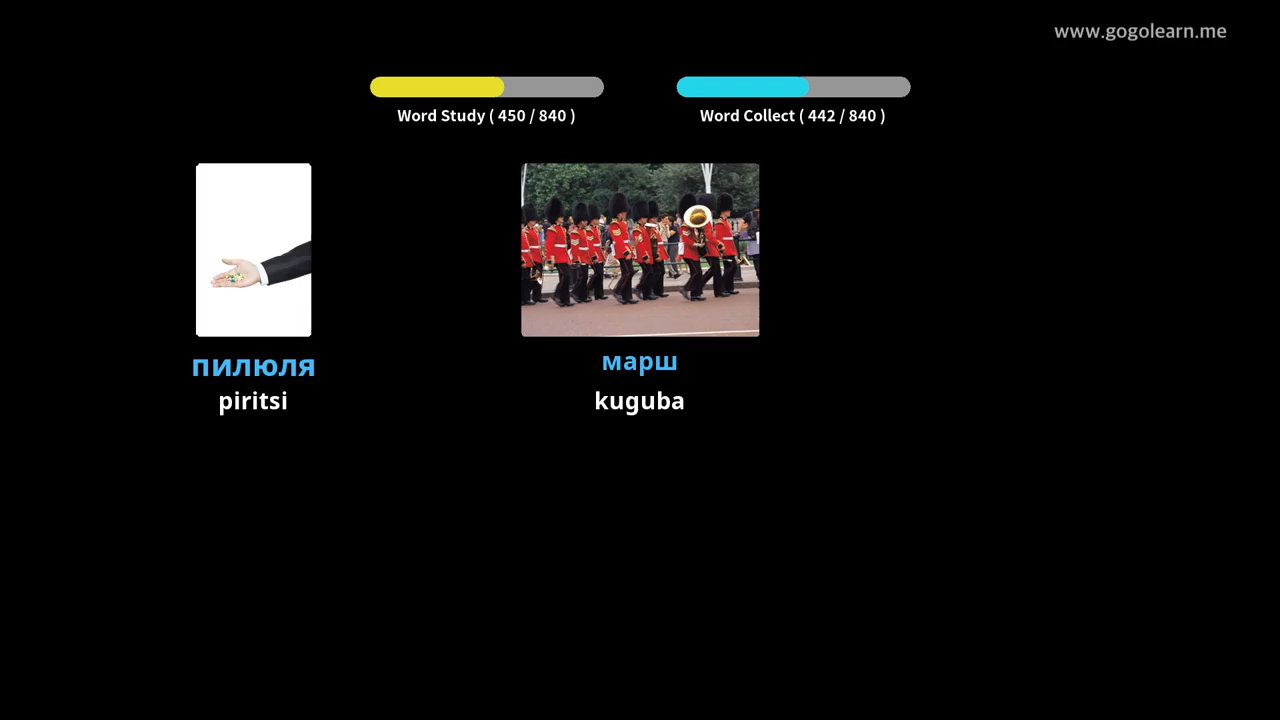 www.gogolearn.me
Word Study ( 450 / 840 )
Word Collect ( 442 / 840 )
пилюля
piritsi
марш
kuguba